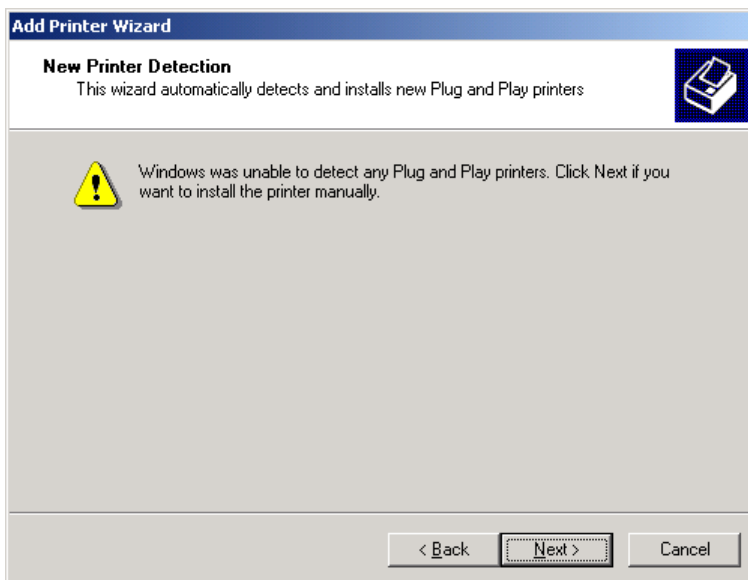 Add Printer Wizard
New Printer Detection
This wizard automatically detects and installs new Plug and Play printers
Windows was unable to detect any Plug and Play printers. Click Next if you
want to install the printer manually.
< Back
Next >
Cancel